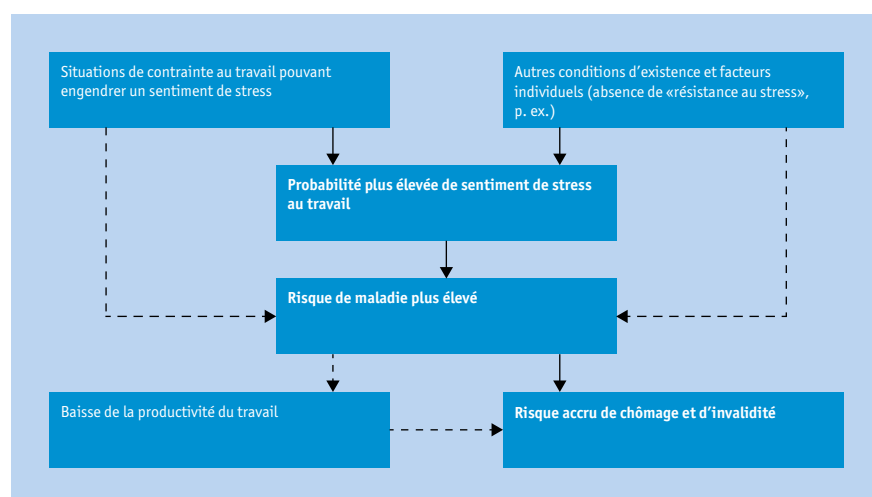 Situations de contrainte au travail pouvant
engendrer un sentiment de stress
Autres conditions d’existence et facteurs
individuels (absence de «résistance au stress»,
p. ex.)
Probabilité plus élevée de sentiment de stress
au travail
Risque de maladie plus élevé
Baisse de la productivité du travail
Risque accru de chômage et d’invalidité